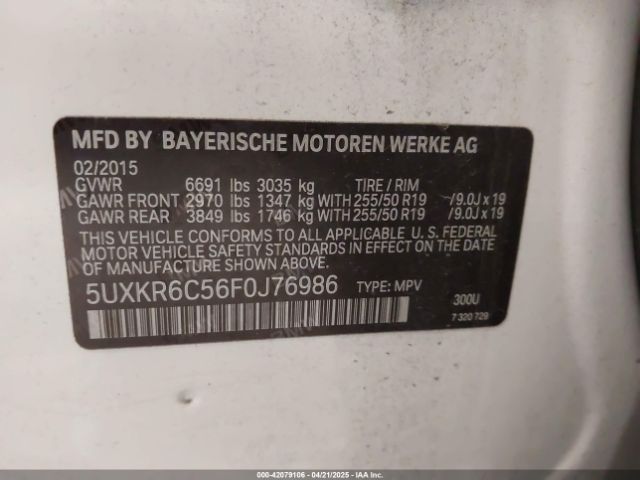 MFD BY BAYERISCHE MOTOREN WERKE AG
02/2015
GVWR 6691 lbs 3035 kg TIRE / RIM
GAWR FRONT 2970 lbs 1347 kg WITH 255/50 R19 /9.0J x 19
GAWR REAR 3849 lbs 1746 kg WITH 255/50 R19 /9.0J x 19
THIS VEHICLE CONFORMS TO ALL APPLICABLE U. S. FEDERAL
MOTOR VEHICLE SAFETY STANDARDS IN EFFECT ON THE DATE
OF MANUFACTURE SHOWN ABOVE.
5UXKR6C56F0J76986 TYPE: MPV 300U
7 320 729
000-42079106 - 04/21/2025 - IAA Inc.